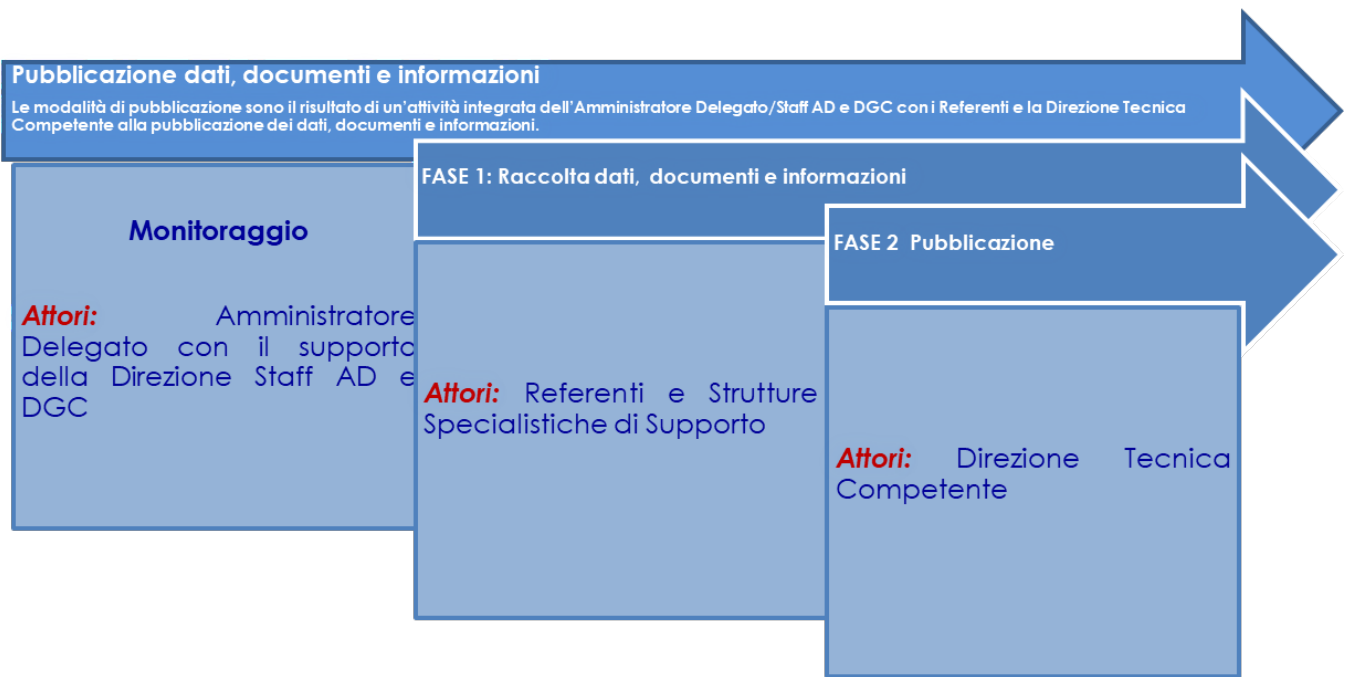 Pubblicazione dati, documenti e informazioni
Le modalità di pubblicazione sono il risultato di un'attività integrata dell'Amministratore Delegato/Staff AD e DGC con i Referenti e la Direzione Tecnica
Competente alla pubblicazione dei dati, documenti e informazioni.
Monitoraggio
Attori: Amministratore
Delegato con il supporto
della Direzione Staff AD e
DGC
FASE 1: Raccolta dati, documenti e informazioni
Attori: Referenti e Strutture
Specialistiche di Supporto
FASE 2 Pubblicazione
Attori: Direzione Tecnica
Competente